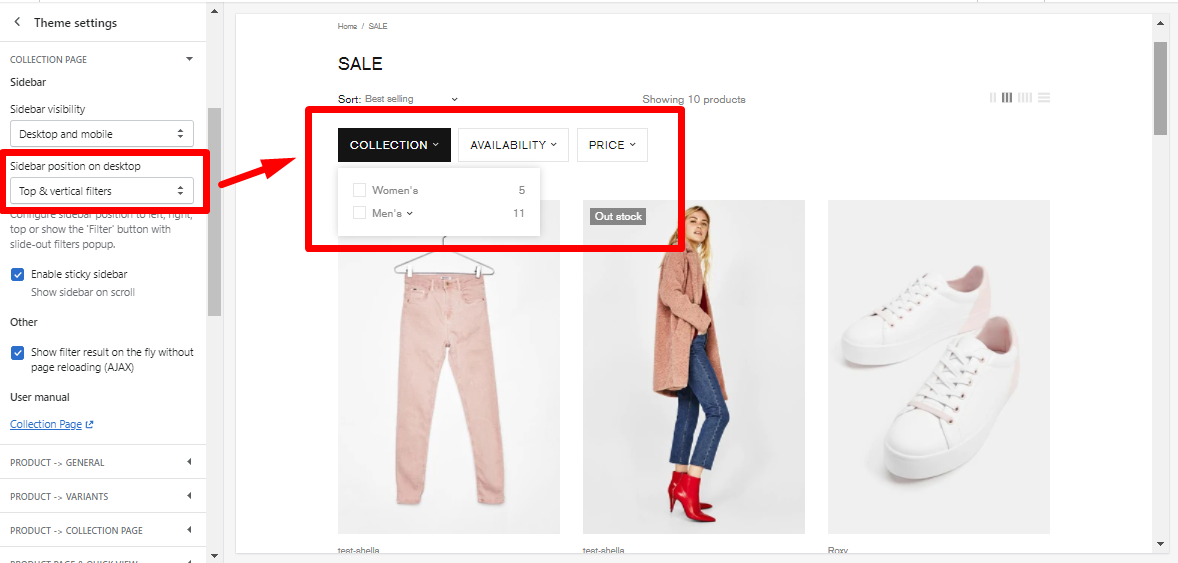 Theme settings
COLLECTION PAGE
Sidebar
Sidebar visibility
Desktop and mobile
Sidebar position on desktop
Top & vertical filters
Configure sidebar position to left, right,
top or show the 'Filter' button with
slide-out filters popup.
Enable sticky sidebar
Show sidebar on scroll
Other
Show filter result on the fly without
page reloading (AJAX)
User manual
Collection Page
PRODUCT -> GENERAL
PRODUCT -> VARIANTS
PRODUCT -> COLLECTION PAGE
PRODUCT PAGE & QUICK VIEW
Home / SALE
SALE
Sort: Best selling
Showing 10 products
COLLECTION
AVAILABILITY
PRICE
Women's 5
Men's 11
Out stock
test-shella
test-shella
Roxy